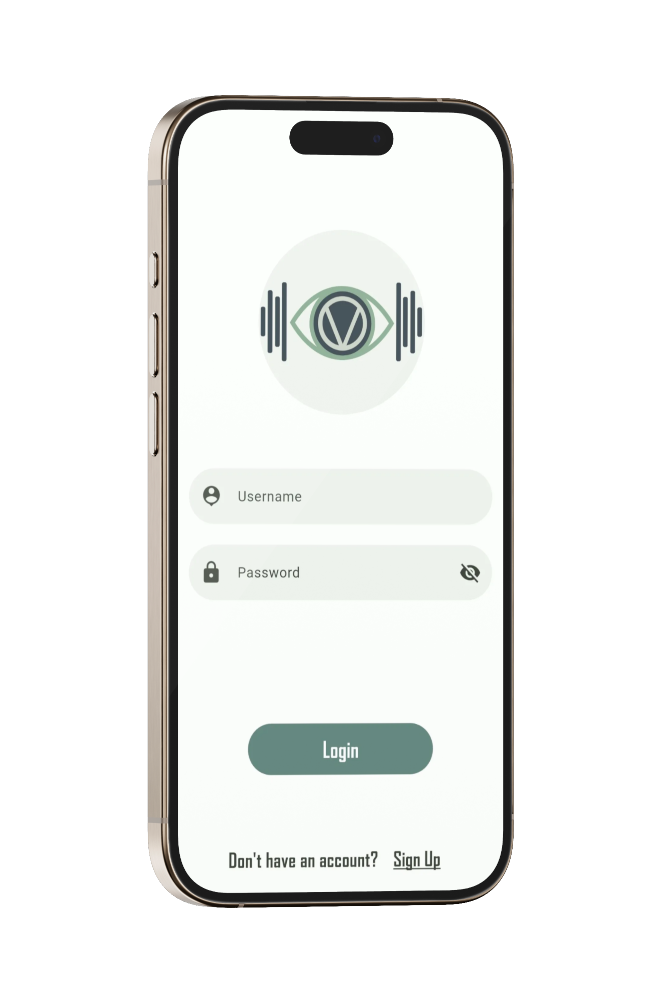 V
Username
Password
Login
Don't have an account? Sign Up